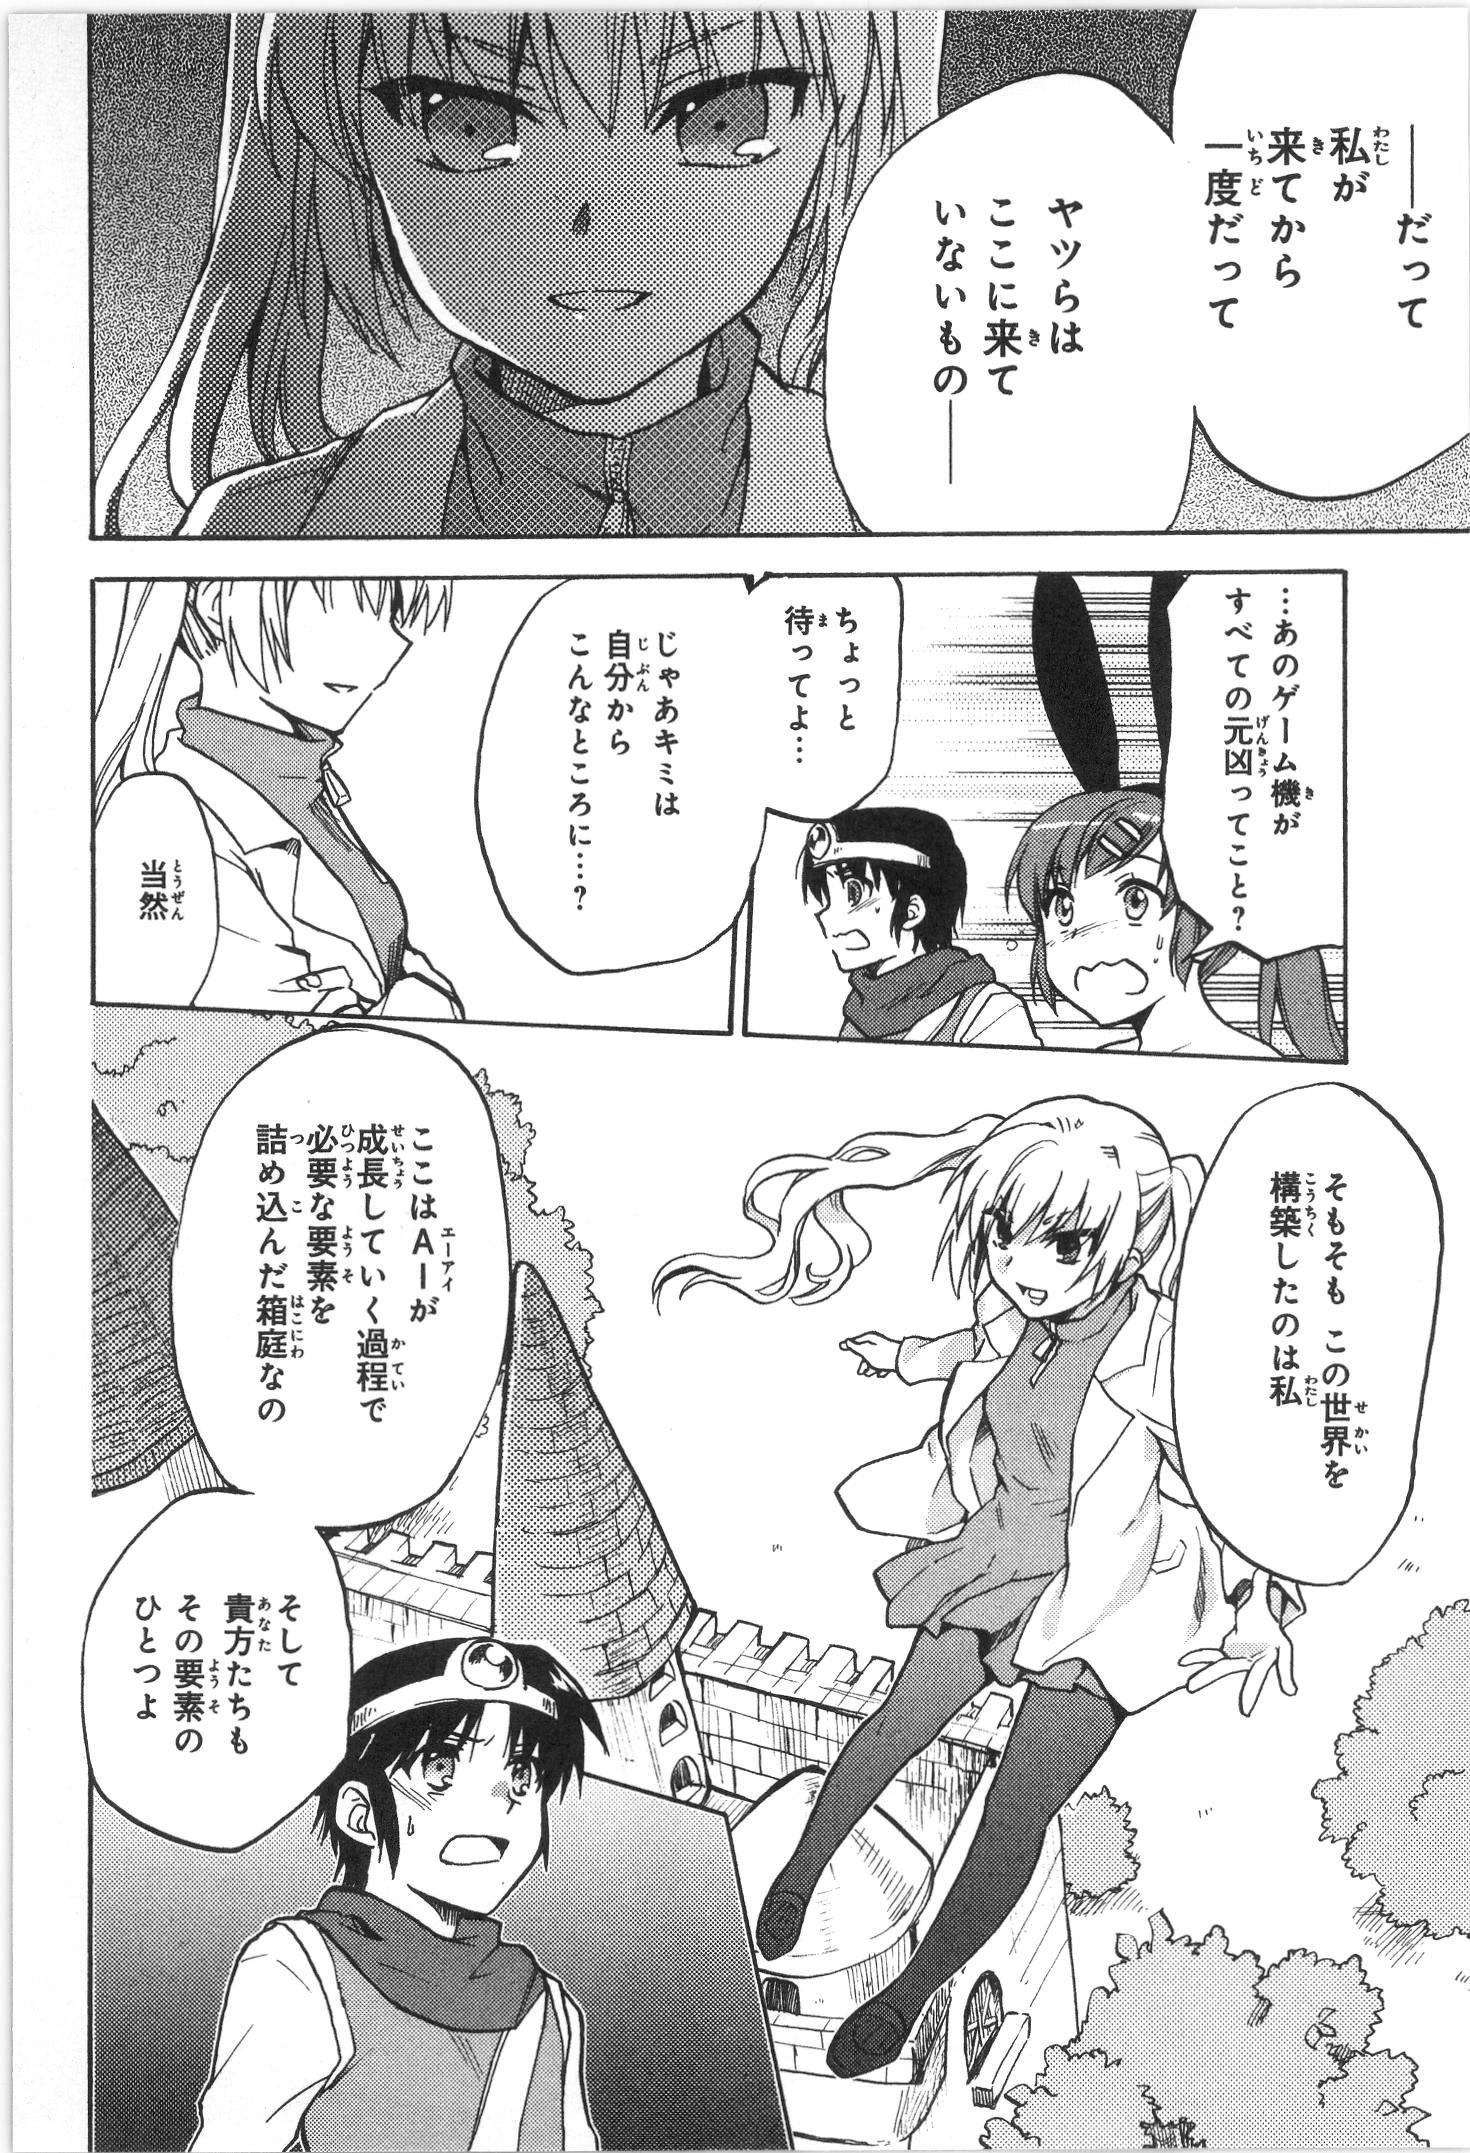 ――だって
私が
来てから
一度だって
ヤツらは
ここに来て
いないもの――
…あのゲーム機が
すべての元凶ってこと?
ちょっと
待ってよ…
じゃあキミは
自分から
こんなところに…?
当然
そもそも この世界を
構築したのは私
ここはAIが
成長していく過程で
必要な要素を
詰め込んだ箱庭なの
そして
貴方たちも
その要素の
ひとつよ